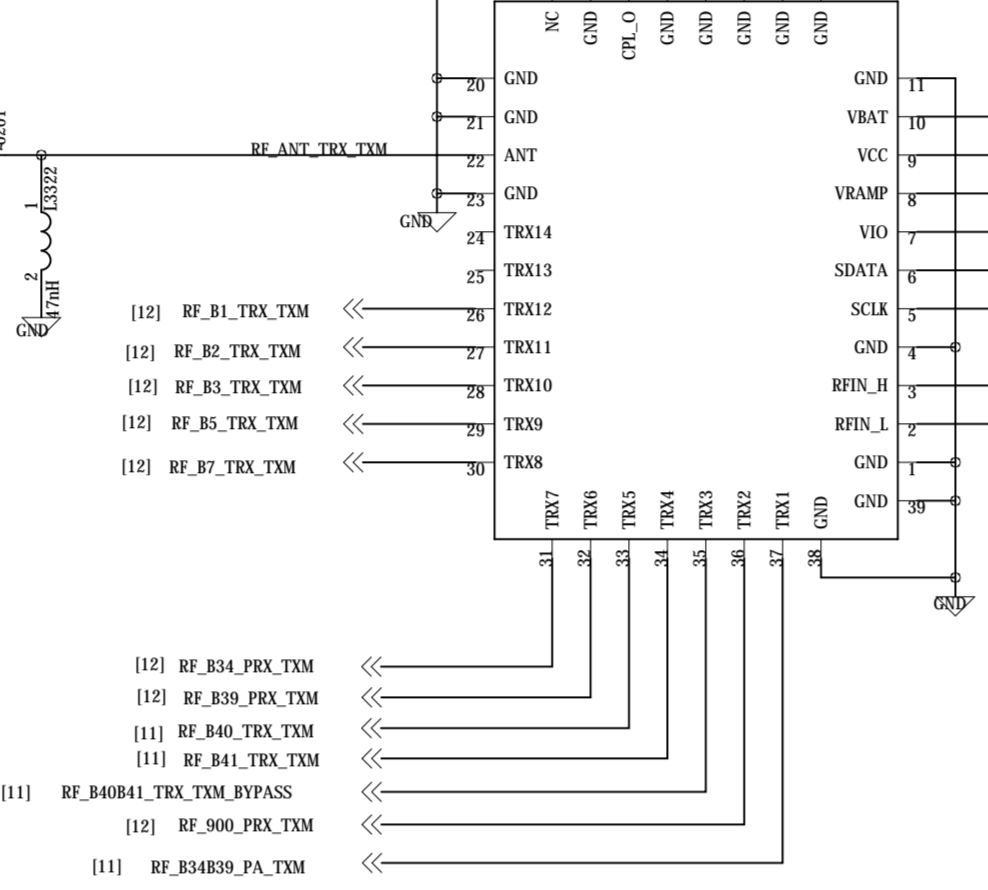 NC
GND
CPL_O
GND
GND
GND
GND
GND
20 GND
21 GND
RF_ANT_TRX_TXM 22 ANT
23 GND
GND
24 TRX14
25 TRX13
[12] RF_B1_TRX_TXM 26 TRX12
[12] RF_B2_TRX_TXM 27 TRX11
[12] RF_B3_TRX_TXM 28 TRX10
[12] RF_B5_TRX_TXM 29 TRX9
[12] RF_B7_TRX_TXM 30 TRX8
1
L3322
2
47nH
GND
GND 11
VBAT 10
VCC 9
VRAMP 8
VIO 7
SDATA 6
SCLK 5
GND 4
RFIN_H 3
RFIN_L 2
GND 1
GND 39
TRX7
TRX6
TRX5
TRX4
TRX3
TRX2
TRX1
GND
31
32
33
34
35
36
37
38
GND
[12] RF_B34_PRX_TXM
[12] RF_B39_PRX_TXM
[11] RF_B40_TRX_TXM
[11] RF_B41_TRX_TXM
[11] RF_B40B41_TRX_TXM_BYPASS
[12] RF_900_PRX_TXM
[11] RF_B34B39_PA_TXM